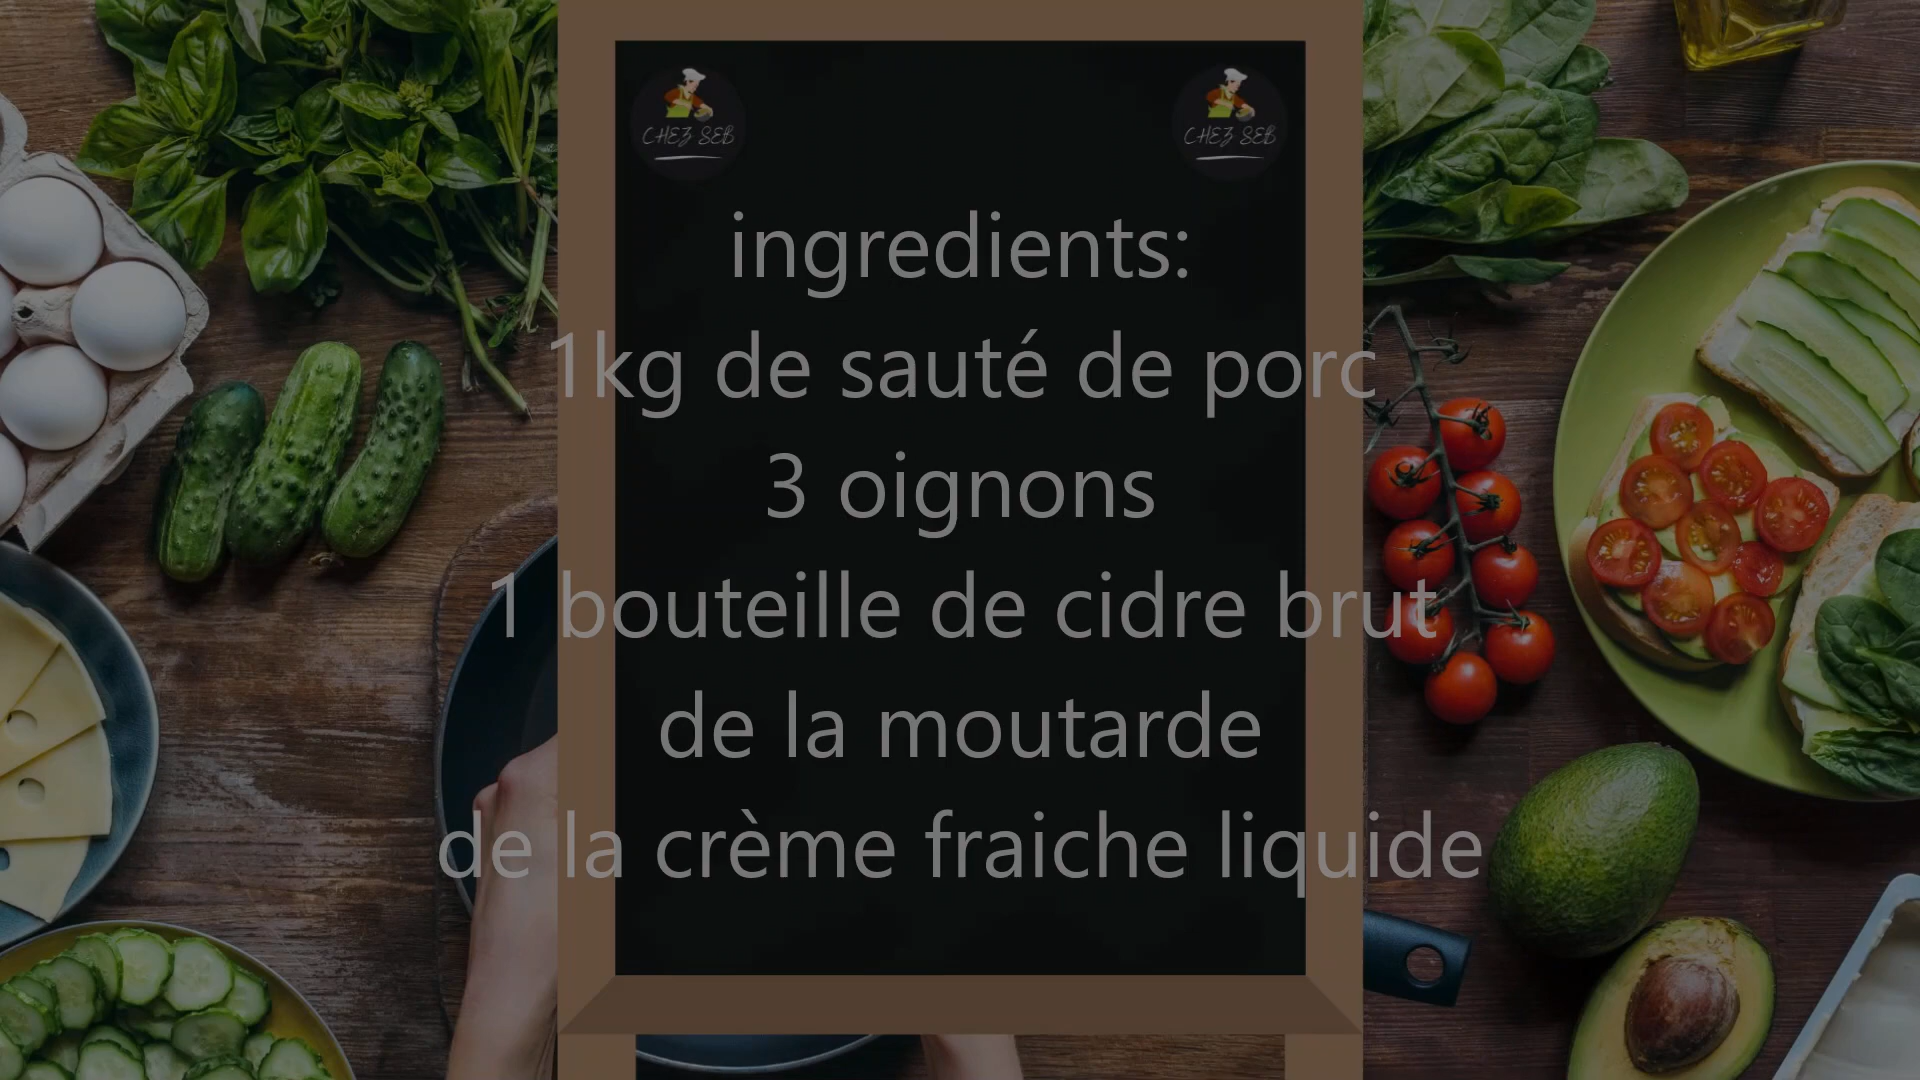 CHEZ SEB
CHEZ SEB
ingredients:
1kg de sauté de porc
3 oignons
1 bouteille de cidre brut
de la moutarde
de la crème fraiche liquide